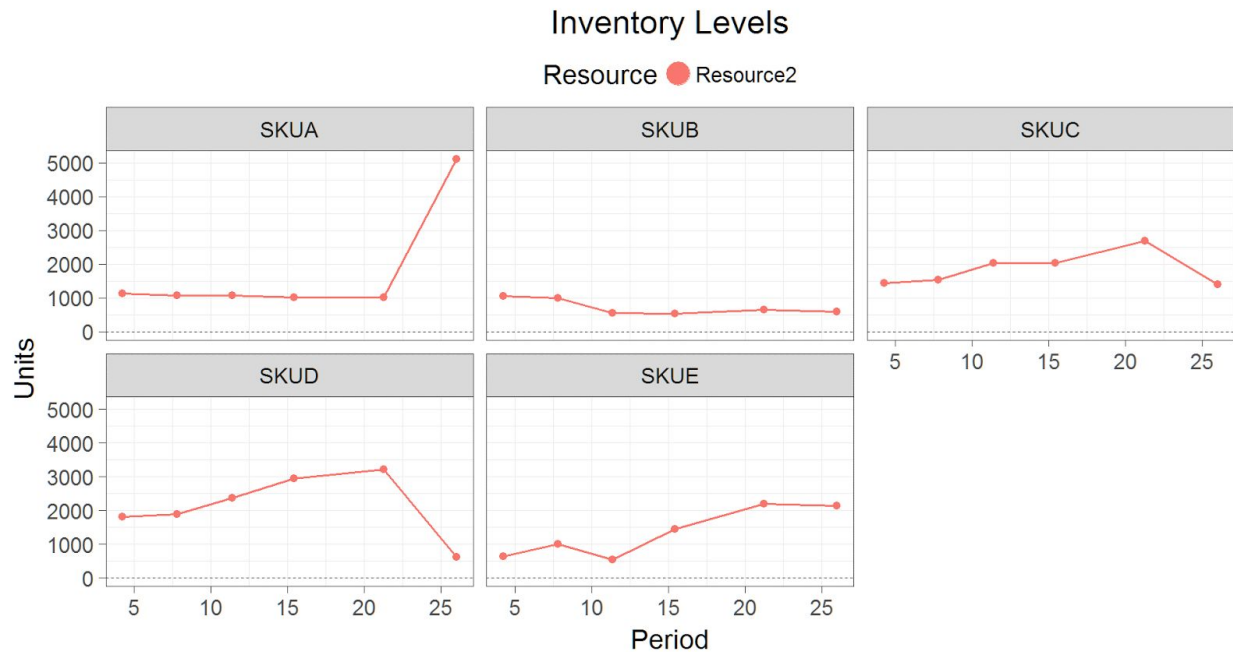 Inventory Levels
Resource Resource2
SKUA SKUB SKUC
5000
4000
3000
2000
1000
0
5 10 15 20 25
SKUD SKUE
5000
4000
3000
2000
1000
0
5 10 15 20 25 5 10 15 20 25
Units
Period